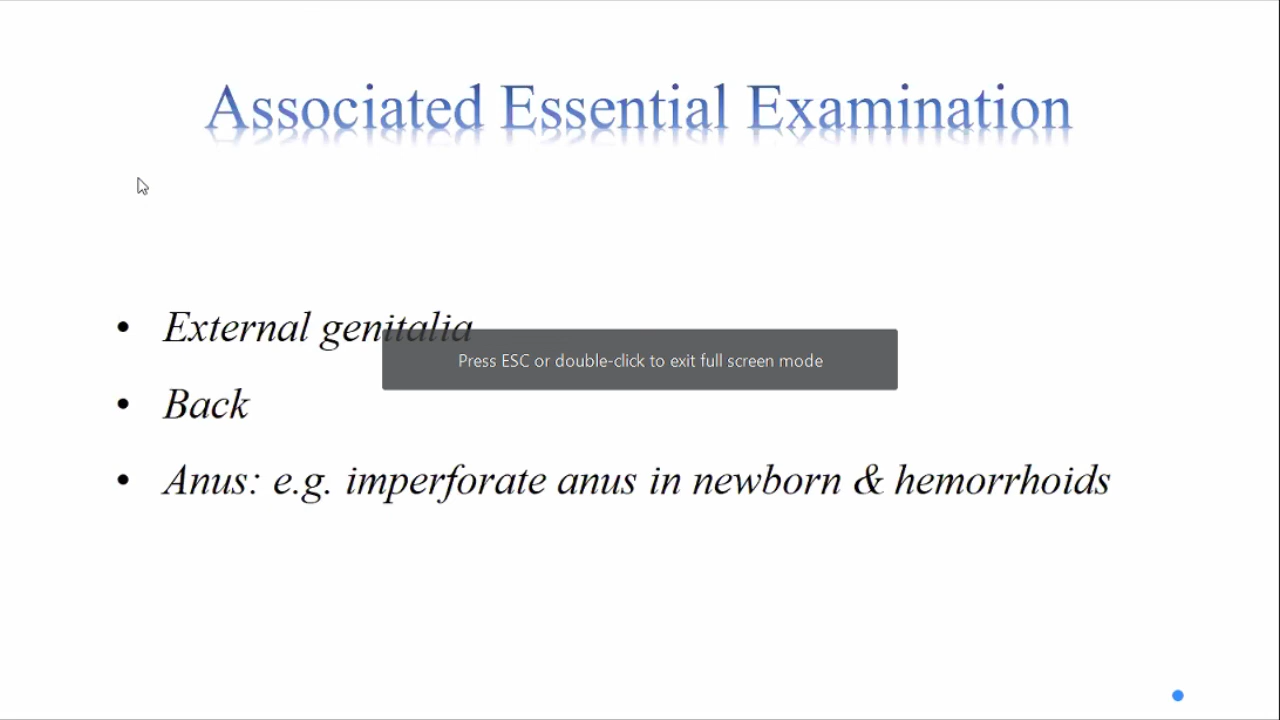 Associated Essential Examination
• External genitalia
Press ESC or double-click to exit full screen mode
• Back
• Anus: e.g. imperforate anus in newborn & hemorrhoids